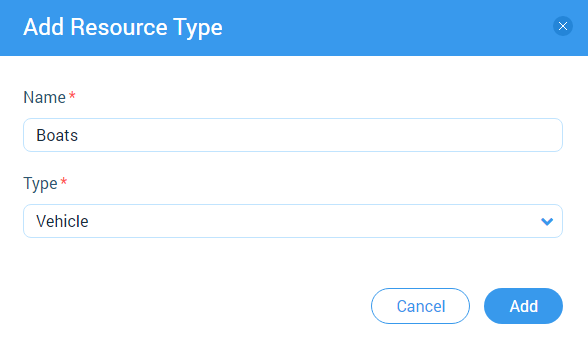 Add Resource Type
Name *
Boats
Type *
Vehicle
Cancel Add